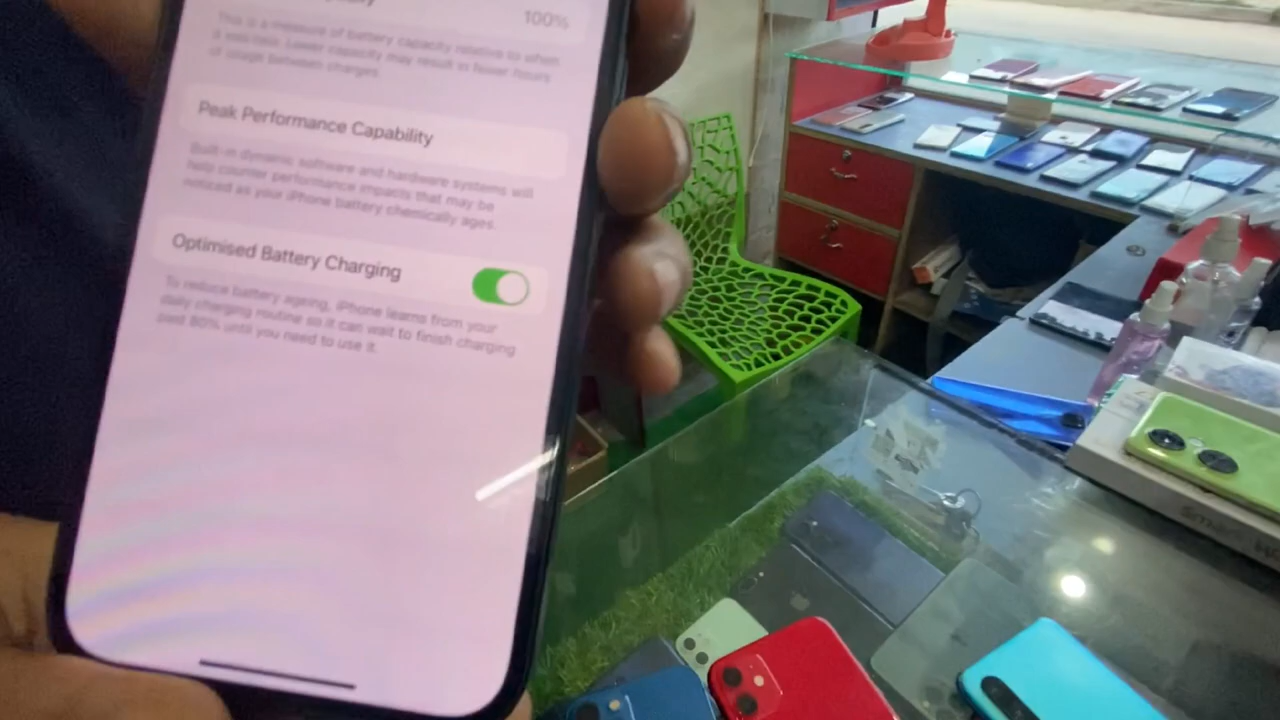 100%
This is a measure of battery capacity relative to when
it was new. Lower capacity may result in fewer hours
of usage between charges.
Peak Performance Capability
Built-in dynamic software and hardware systems will
help counter performance impacts that may be
noticed as your iPhone battery chemically ages.
Optimised Battery Charging
To reduce battery ageing, iPhone learns from your
daily charging routine so it can wait to finish charging
past 80% until you need to use it.